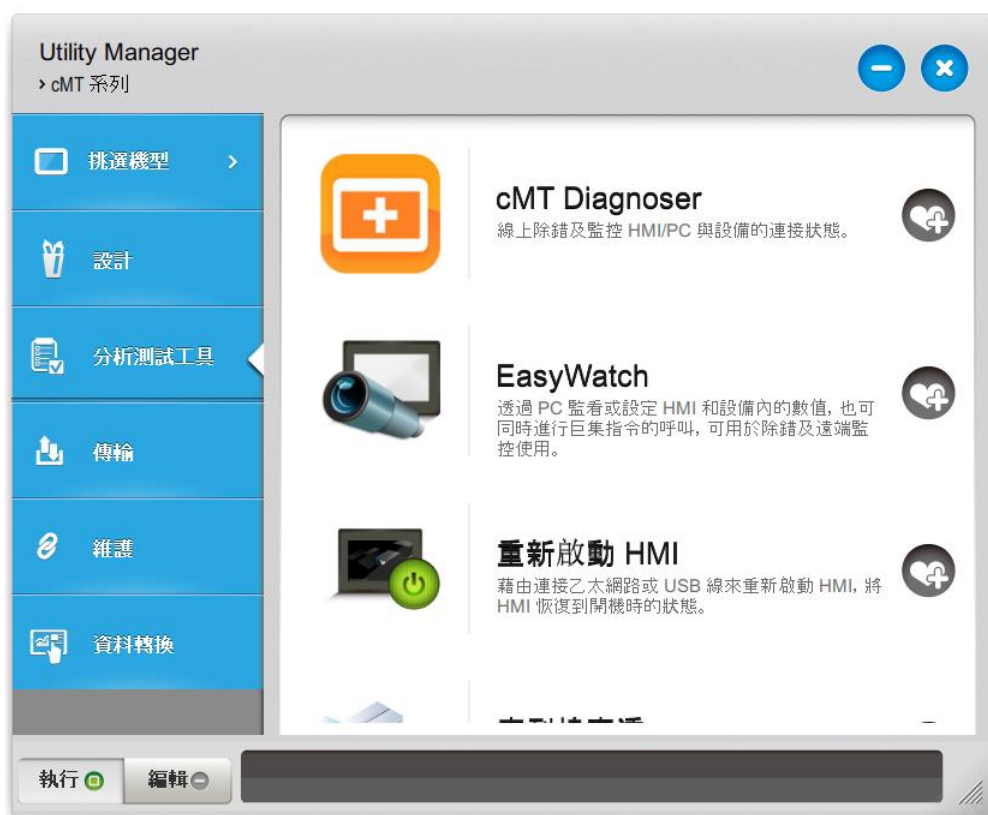 Utility Manager
› cMT 系列
挑選機型
設計
分析測試工具
傳輸
維護
資料轉換
cMT Diagnoser
線上除錯及監控 HMI/PC 與設備的連接狀態。
EasyWatch
透過 PC 監看或設定 HMI 和設備內的數值, 也可
同時進行巨集指令的呼叫, 可用於除錯及遠端監
控使用。
重新啟動 HMI
藉由連接乙太網路或 USB 線來重新啟動 HMI, 將
HMI 恢復到開機時的狀態。
執行
編輯